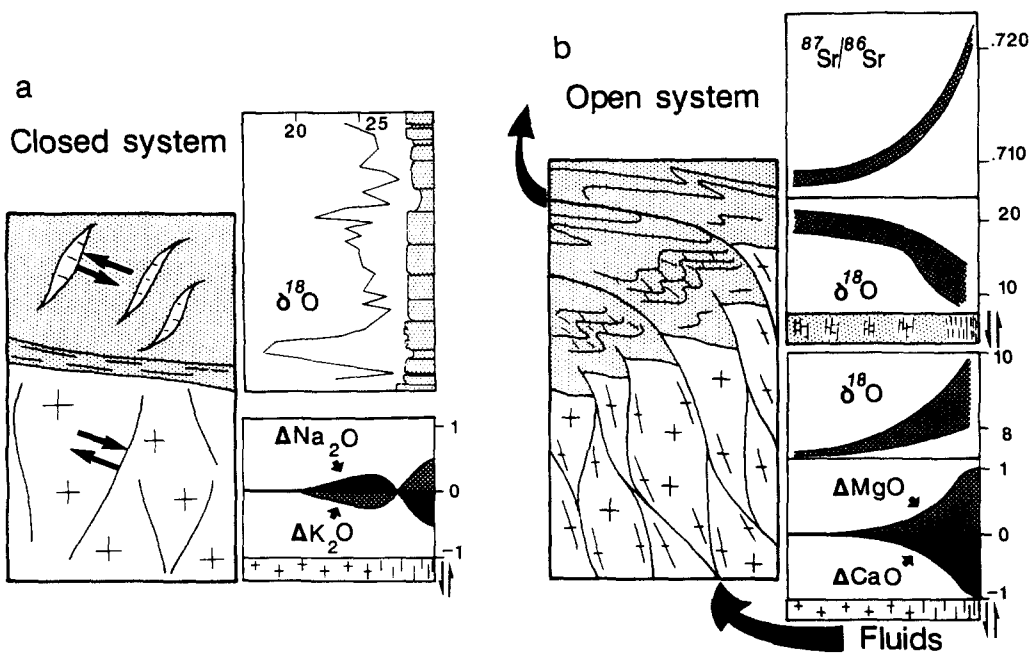 a
Closed system
20 25
δ18O
1
ΔNa2O
0
ΔK2O
-1
b
Open system
87Sr/86Sr
.720
.710
20
δ18O
10
10
δ18O
8
1
ΔMgO
0
ΔCaO
-1
Fluids